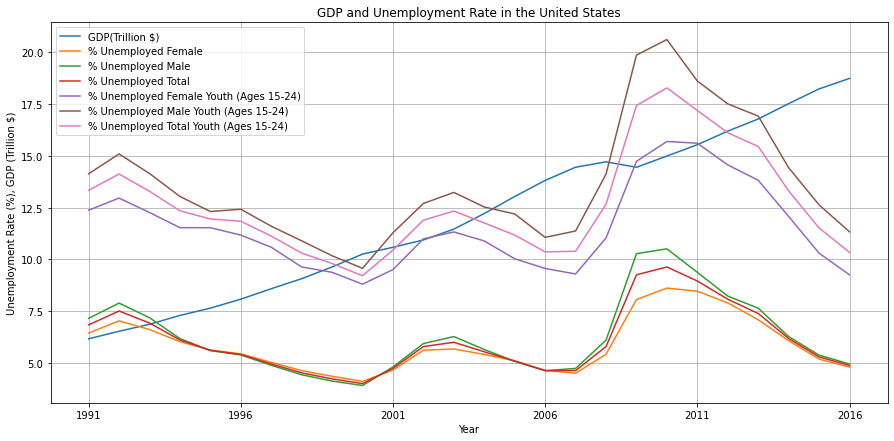 GDP and Unemployment Rate in the United States
GDP(Trillion $)
% Unemployed Female
% Unemployed Male
% Unemployed Total
% Unemployed Female Youth (Ages 15-24)
% Unemployed Male Youth (Ages 15-24)
% Unemployed Total Youth (Ages 15-24)
Unemployment Rate (%), GDP (Trillion $)
20.0
17.5
15.0
12.5
10.0
7.5
5.0
1991 1996 2001 2006 2011 2016
Year